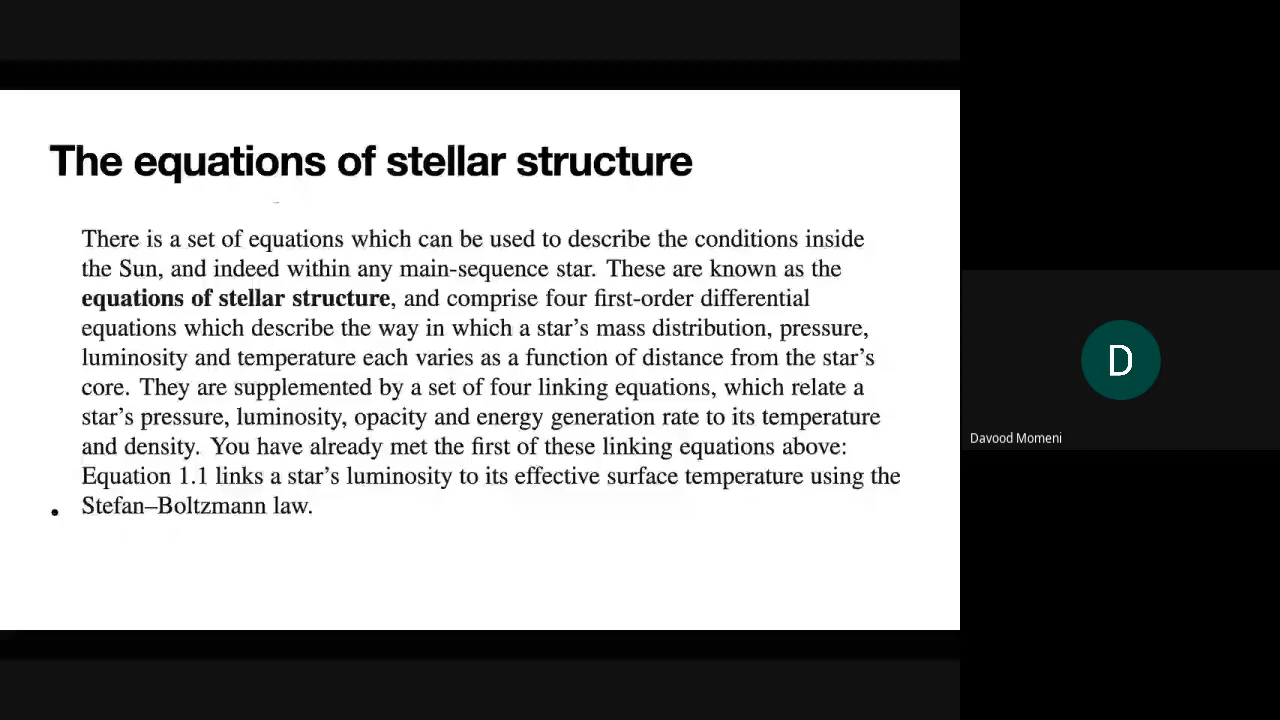 The equations of stellar structure
There is a set of equations which can be used to describe the conditions inside
the Sun, and indeed within any main-sequence star. These are known as the
equations of stellar structure, and comprise four first-order differential
equations which describe the way in which a star’s mass distribution, pressure,
luminosity and temperature each varies as a function of distance from the star’s
core. They are supplemented by a set of four linking equations, which relate a
star’s pressure, luminosity, opacity and energy generation rate to its temperature
and density. You have already met the first of these linking equations above:
Equation 1.1 links a star’s luminosity to its effective surface temperature using the
• Stefan–Boltzmann law.
D
Davood Momeni